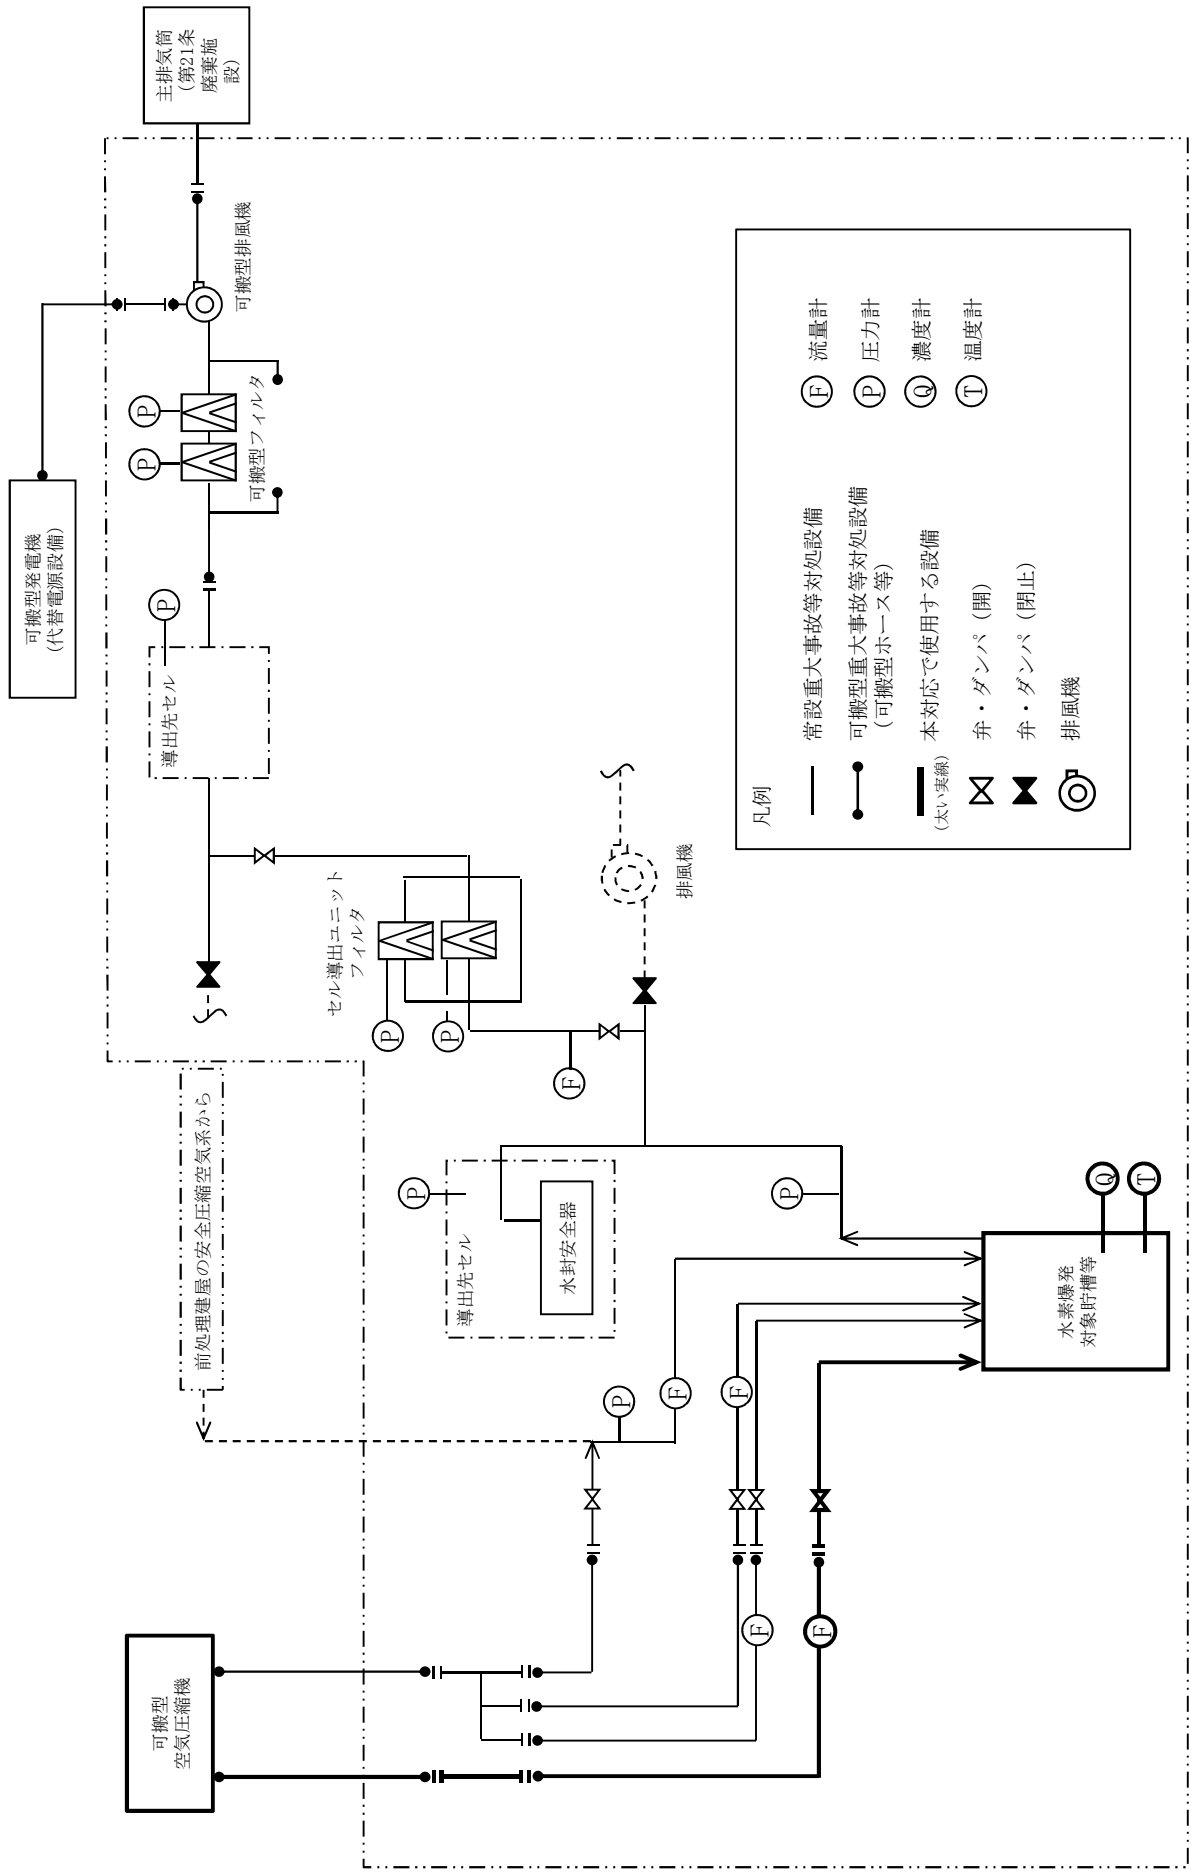 主排気筒
(第21条
廃棄施
設)
可搬型排風機
可搬型発電機
(代替電源設備)
P
P
可搬型フィルタ
P
導出先セル
セル導出ユニット
フィルタ
P
P
F
排風機
前処理建屋の安全圧縮空気系から
P
導出先セル
水封安全器
P
P
F
F
F
F
水素爆発
対象貯槽等
Q
T
可搬型
空気圧縮機
凡例
常設重大事故等対処設備
可搬型重大事故等対処設備
(可搬型ホース等)
本対応で使用する設備
(太い実線)
弁・ダンパ (開)
弁・ダンパ (閉止)
排風機
F 流量計
P 圧力計
Q 濃度計
T 温度計